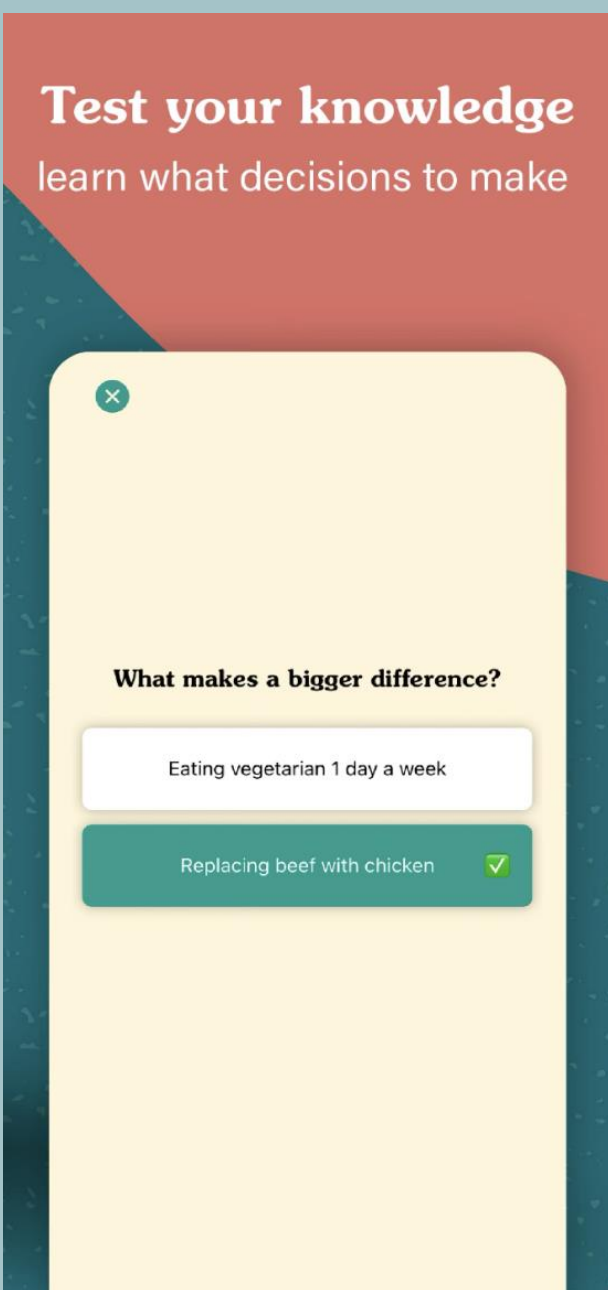 Test your knowledge
learn what decisions to make
What makes a bigger difference?
Eating vegetarian 1 day a week
Replacing beef with chicken